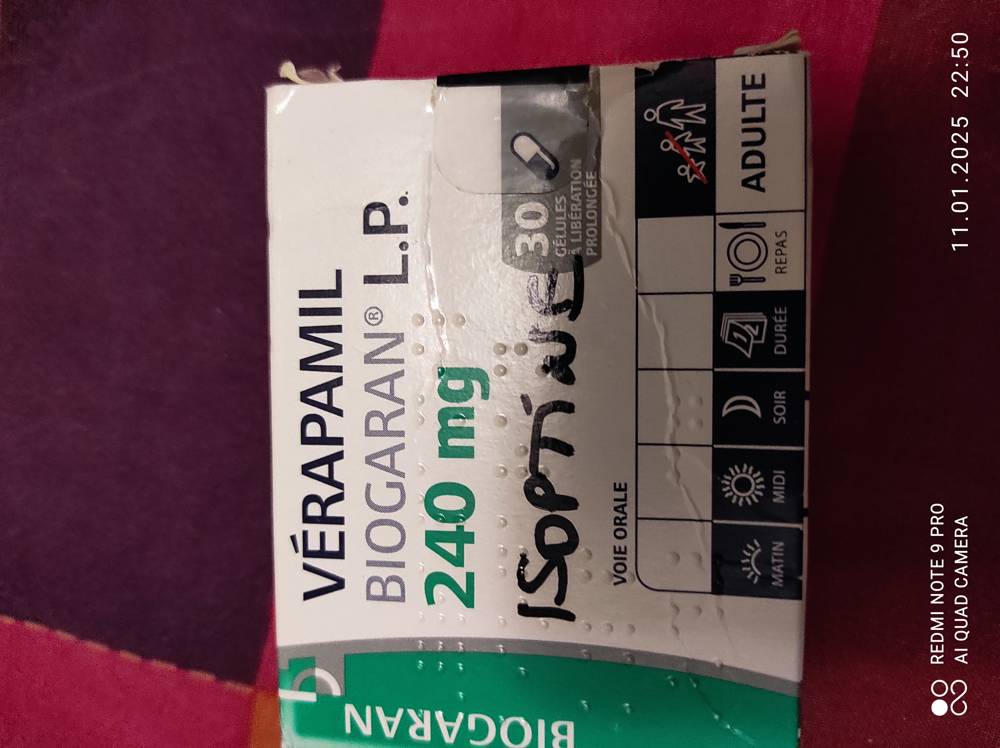 VÉRAPAMIL
BIOGARAN® L.P.
240 mg
ISOPTINE
30
GÉLULES
À LIBÉRATION
PROLONGÉE
VOIE ORALE
MATIN
MIDI
SOIR
DURÉE
REPAS
ADULTE
BIOGARAN
REDMI NOTE 9 PRO
AI QUAD CAMERA
11.01.2025 22:50